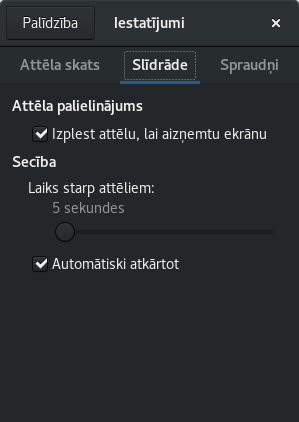 Palīdzība
Iestatījumi
Attēla skats
Slīdrāde
Spraudņi
Attēla palielinājums
Izplest attēlu, lai aizņemtu ekrānu
Secība
Laiks starp attēliem:
5 sekundes
Automātiski atkārtot